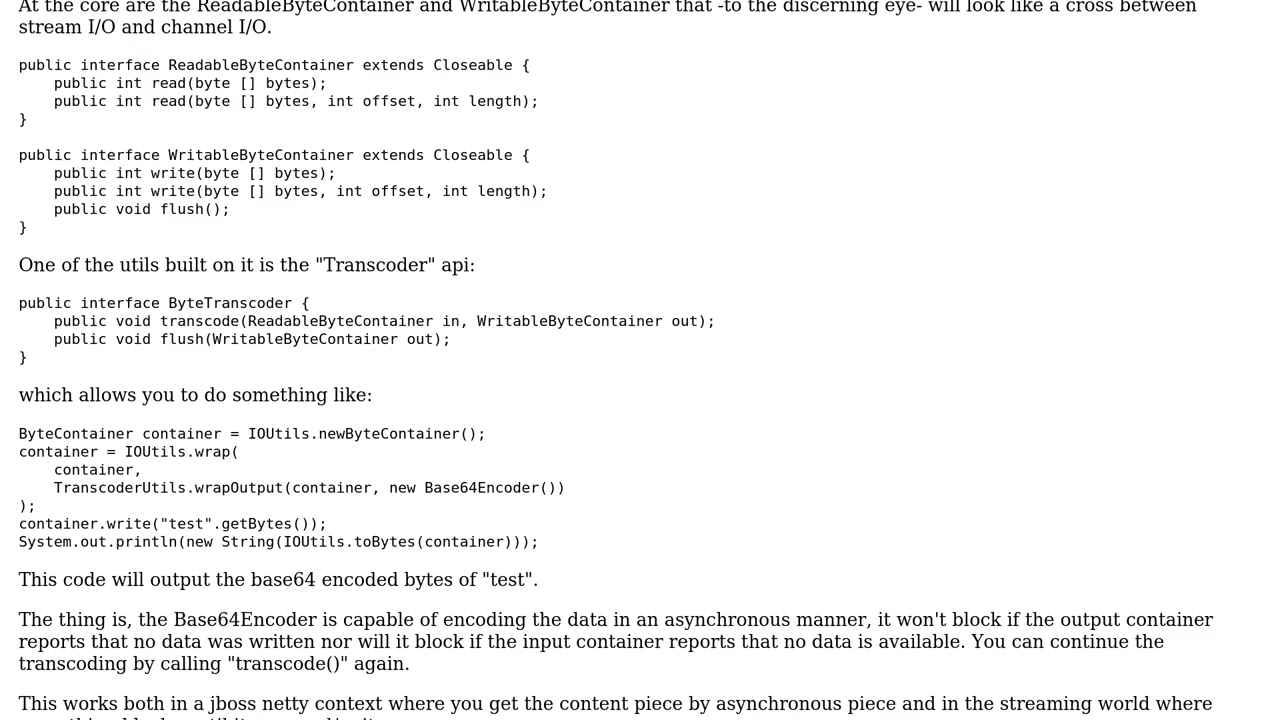 At the core are the ReadableByteContainer and WritableByteContainer that -to the discerning eye- will look like a cross between
stream I/O and channel I/O.
public interface ReadableByteContainer extends Closeable {
    public int read(byte [] bytes);
    public int read(byte [] bytes, int offset, int length);
}
public interface WritableByteContainer extends Closeable {
    public int write(byte [] bytes);
    public int write(byte [] bytes, int offset, int length);
    public void flush();
}
One of the utils built on it is the "Transcoder" api:
public interface ByteTranscoder {
    public void transcode(ReadableByteContainer in, WritableByteContainer out);
    public void flush(WritableByteContainer out);
}
which allows you to do something like:
ByteContainer container = IOUtils.newByteContainer();
container = IOUtils.wrap(
    container,
    TranscoderUtils.wrapOutput(container, new Base64Encoder())
);
container.write("test".getBytes());
System.out.println(new String(IOUtils.toBytes(container)));
This code will output the base64 encoded bytes of "test".
The thing is, the Base64Encoder is capable of encoding the data in an asynchronous manner, it won't block if the output container
reports that no data was written nor will it block if the input container reports that no data is available. You can continue the
transcoding by calling "transcode()" again.
This works both in a jboss netty context where you get the content piece by asynchronous piece and in the streaming world where